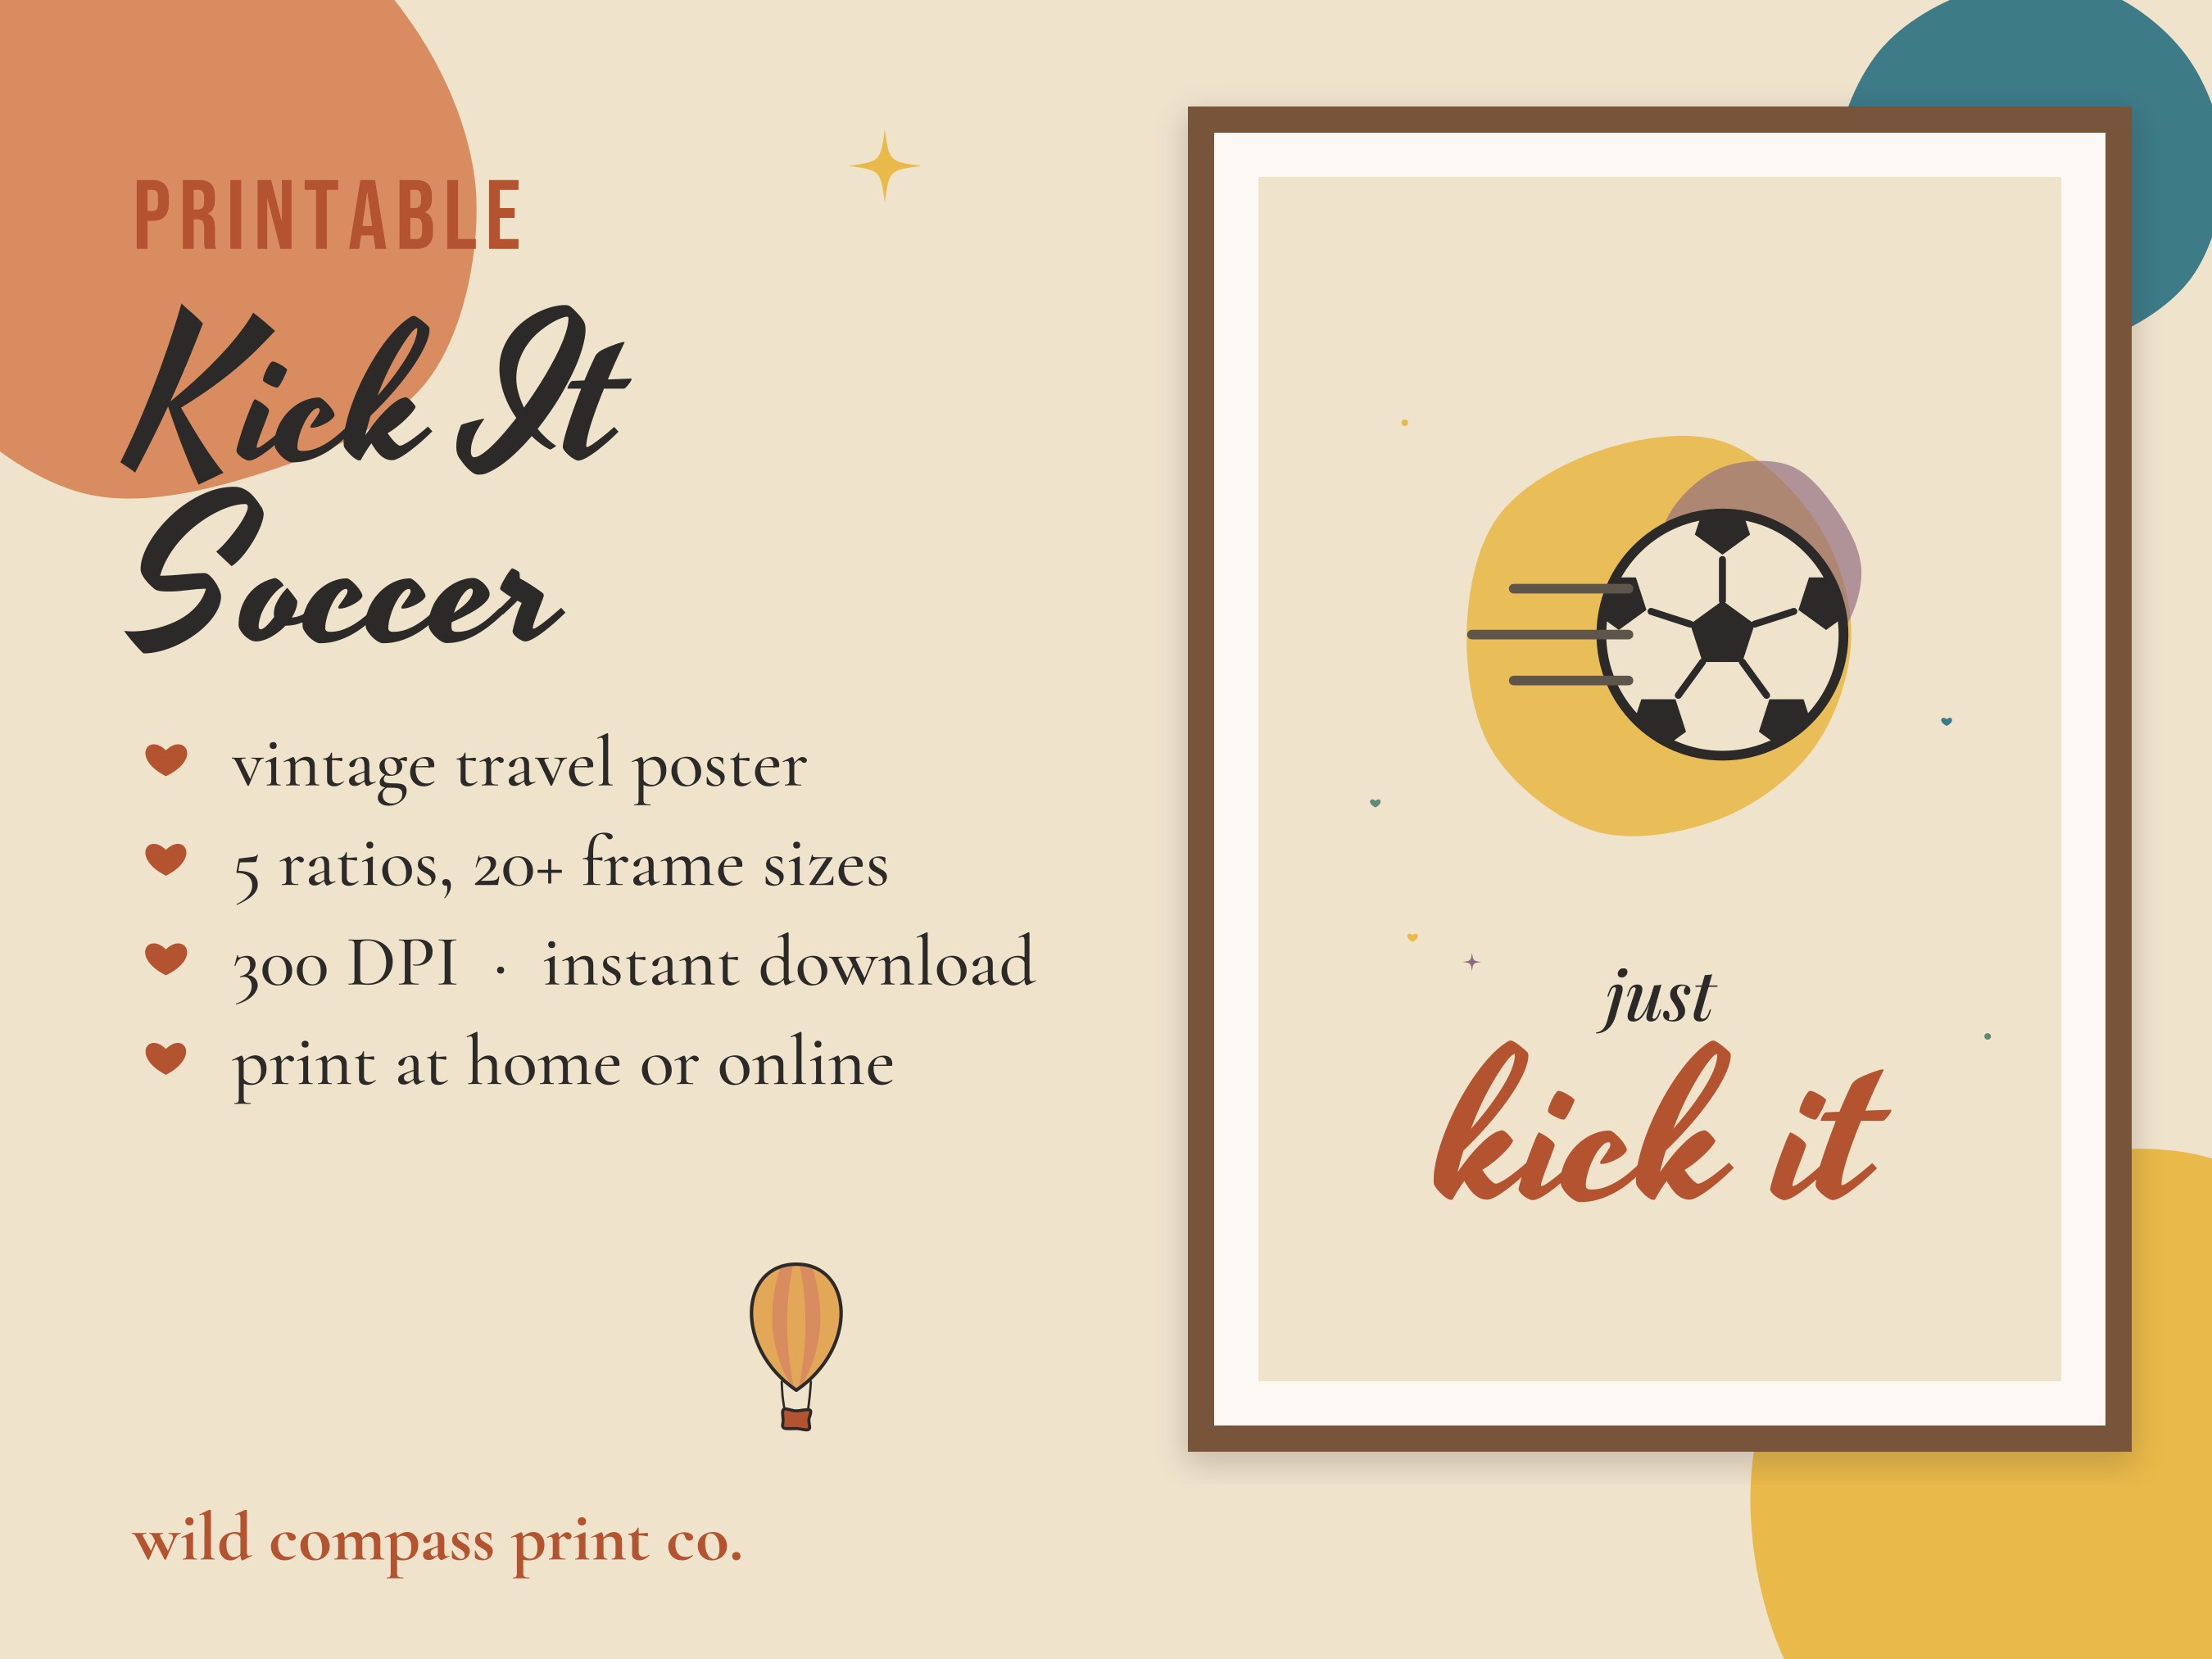 PRINTABLE
Kick It
Soccer
vintage travel poster
5 ratios, 20+ frame sizes
300 DPI · instant download
print at home or online
wild compass print co.
just
kick it